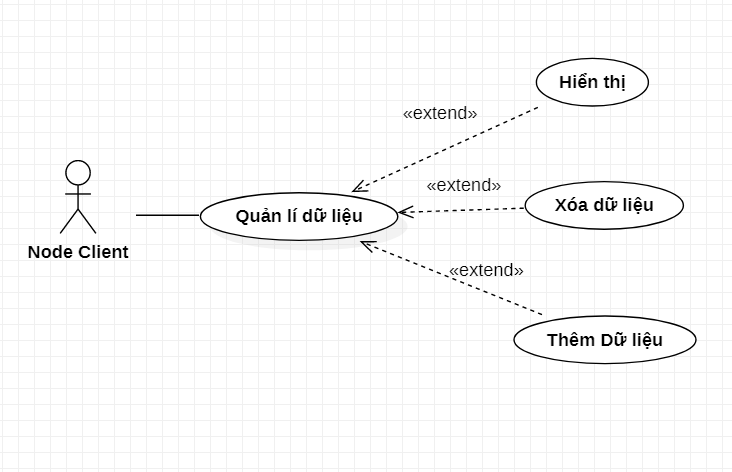 Hiển thị
«extend»
«extend»
Xóa dữ liệu
Quản lí dữ liệu
Node Client
«extend»
Thêm Dữ liệu